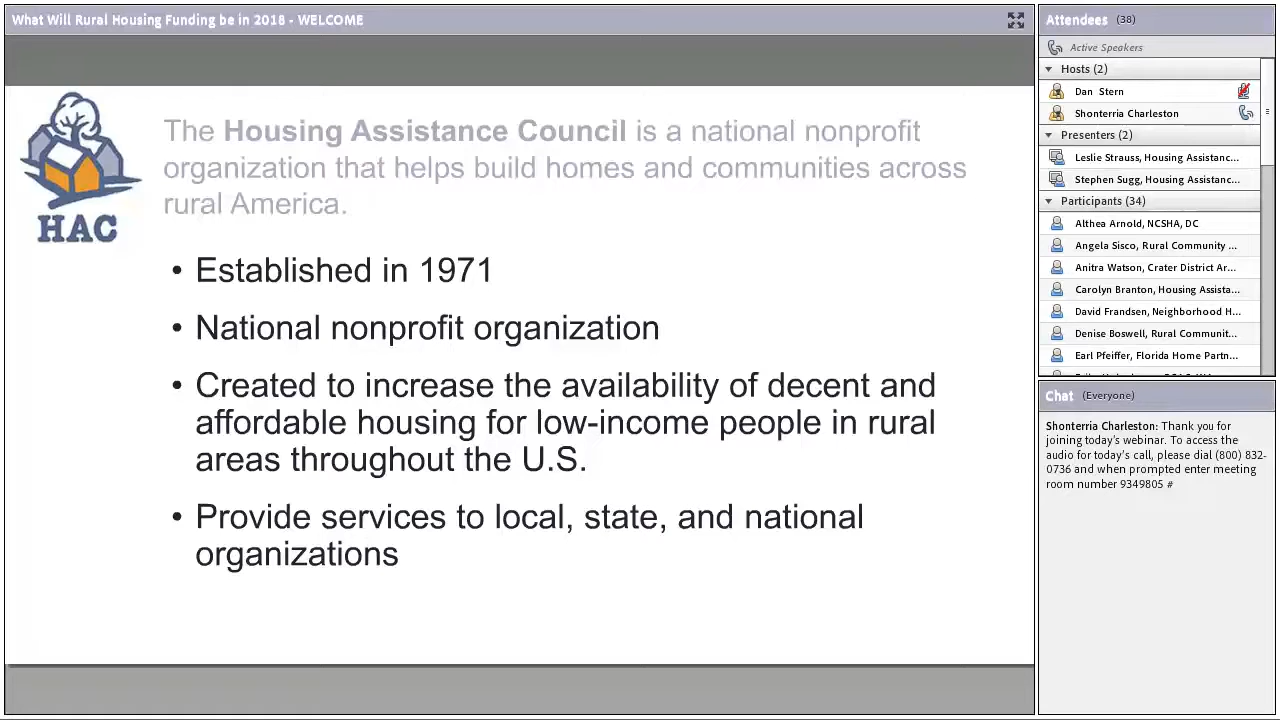 What Will Rural Housing Funding be in 2018 - WELCOME
The Housing Assistance Council is a national nonprofit
organization that helps build homes and communities across
rural America.
HAC
• Established in 1971
• National nonprofit organization
• Created to increase the availability of decent and
affordable housing for low-income people in rural
areas throughout the U.S.
• Provide services to local, state, and national
organizations
Attendees (38)
Active Speakers
Hosts (2)
Dan Stern
Shonterria Charleston
Presenters (2)
Leslie Strauss, Housing Assistanc...
Stephen Sugg, Housing Assistanc...
Participants (34)
Althea Arnold, NCSHA, DC
Angela Sisco, Rural Community ...
Anitra Watson, Crater District Ar...
Carolyn Branton, Housing Assista...
David Frandsen, Neighborhood H...
Denise Boswell, Rural Communit...
Earl Pfeiffer, Florida Home Partn...
Chat (Everyone)
Shonterria Charleston: Thank you for
joining today's webinar. To access the
audio for today's call, please dial (800) 832-
0736 and when prompted enter meeting
room number 9349805 #